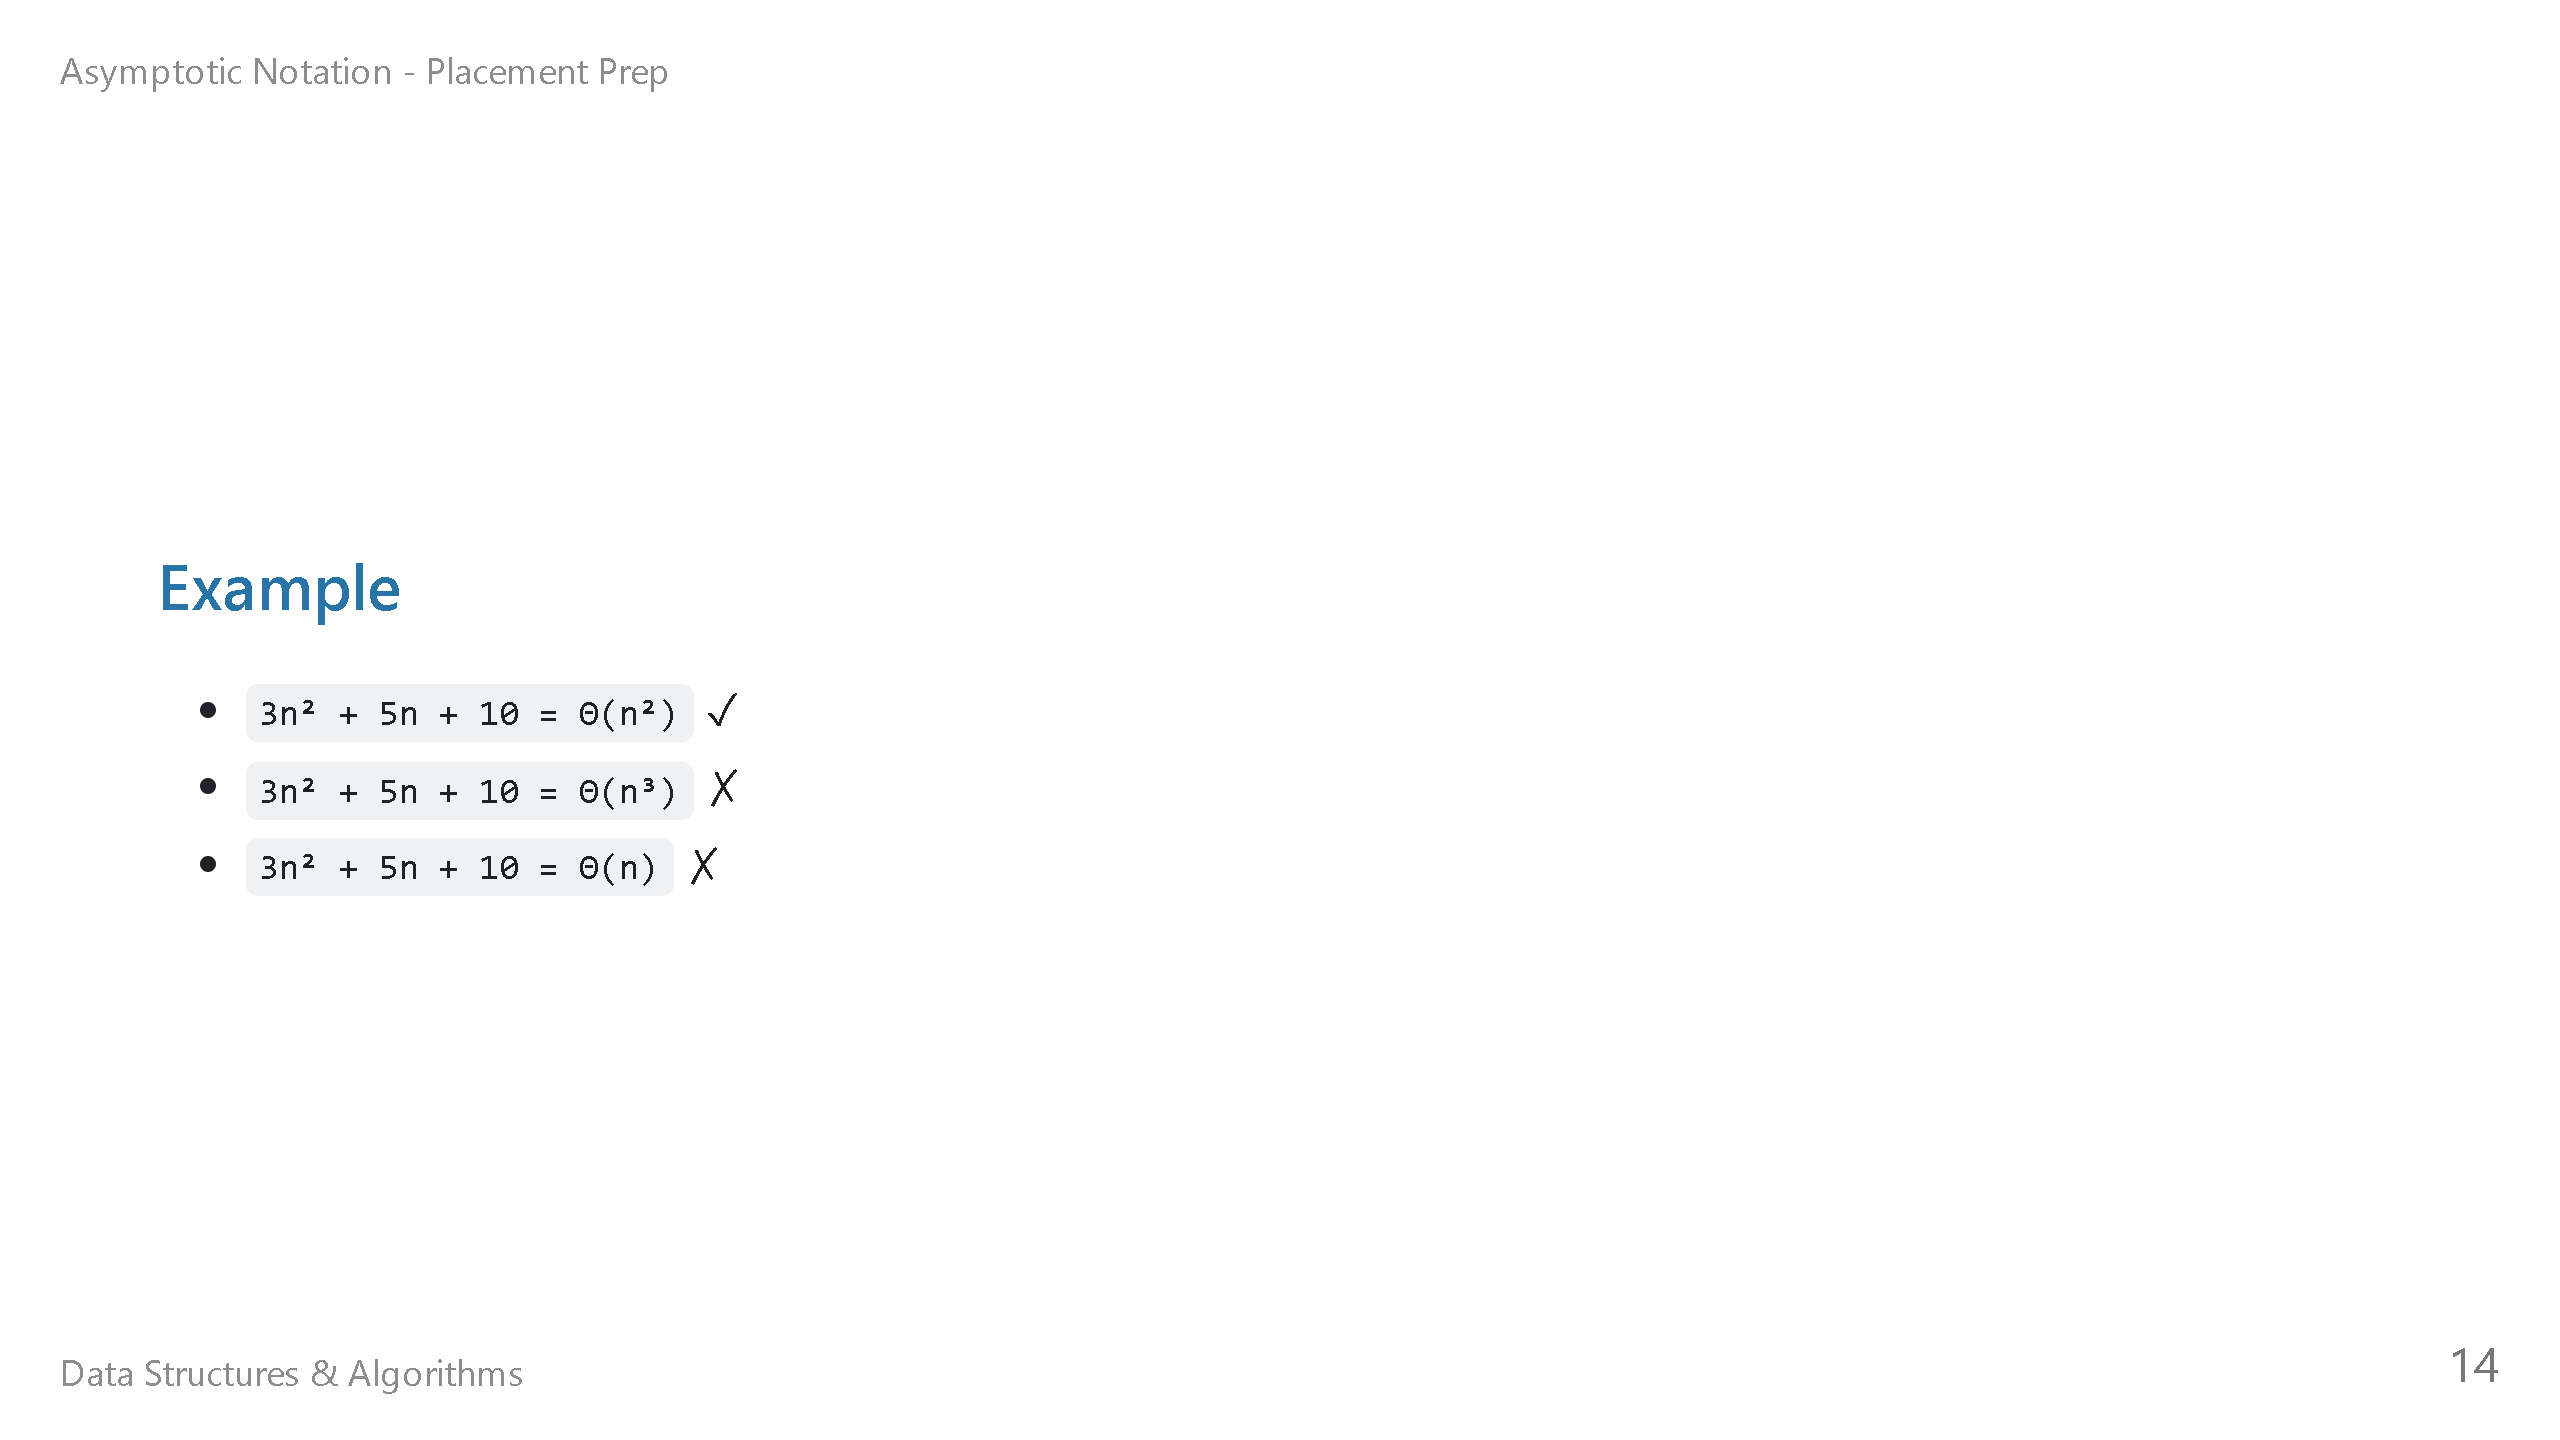 Asymptotic Notation - Placement Prep
Example
• 3n² + 5n + 10 = Θ(n²) ✓
• 3n² + 5n + 10 = Θ(n³) ✗
• 3n² + 5n + 10 = Θ(n) ✗
Data Structures & Algorithms
14